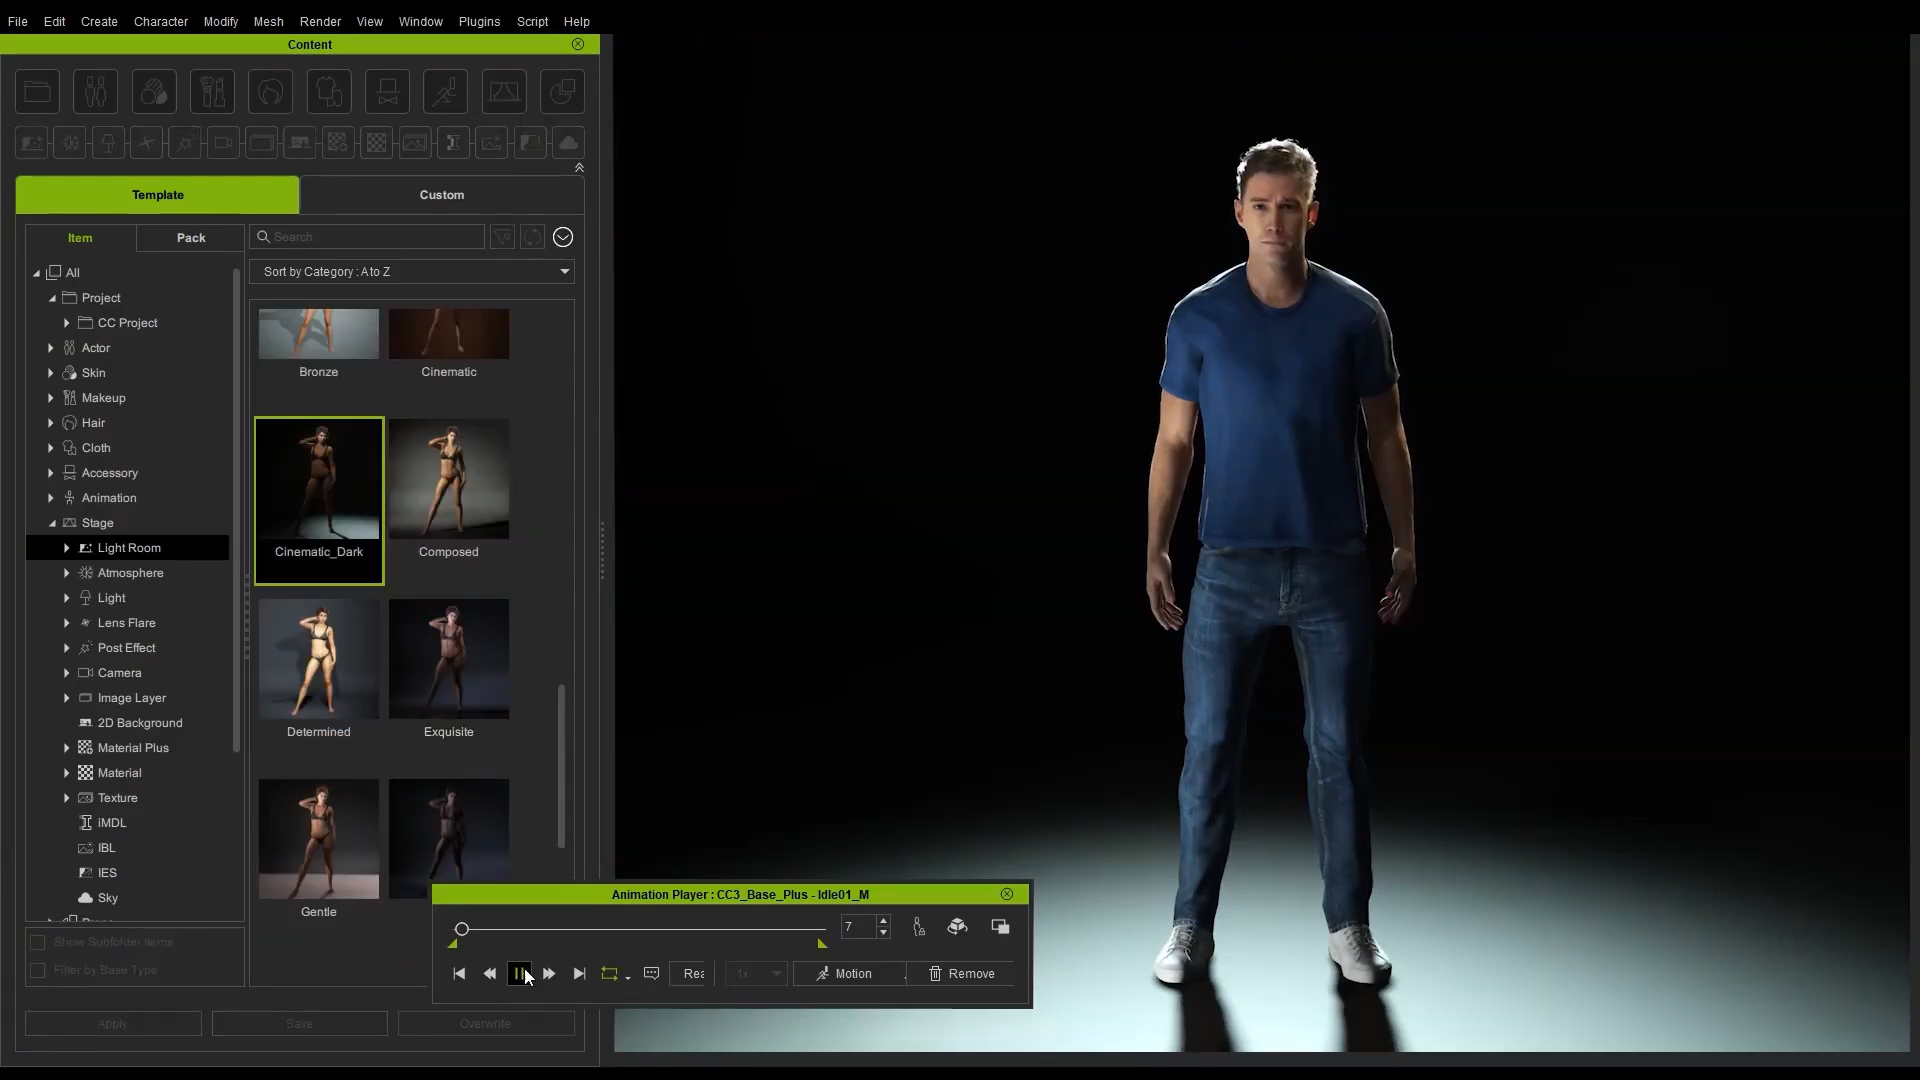 File Edit Create Character Modify Mesh Render View Window Plugins Script Help
Content
Template
Custom
Item
Pack
Search
Sort by Category : A to Z
All
Project
CC Project
Actor
Skin
Makeup
Hair
Cloth
Accessory
Animation
Stage
Light Room
Atmosphere
Light
Lens Flare
Post Effect
Camera
Image Layer
2D Background
Material Plus
Material
Texture
iMDL
IBL
IES
Sky
Show Subfolder Items
Filter by Base Type
Bronze
Cinematic
Cinematic_Dark
Composed
Determined
Exquisite
Gentle
Apply
Save
Overwrite
Animation Player : CC3_Base_Plus - Idle01_M
7
Rea
1x
Motion
Remove